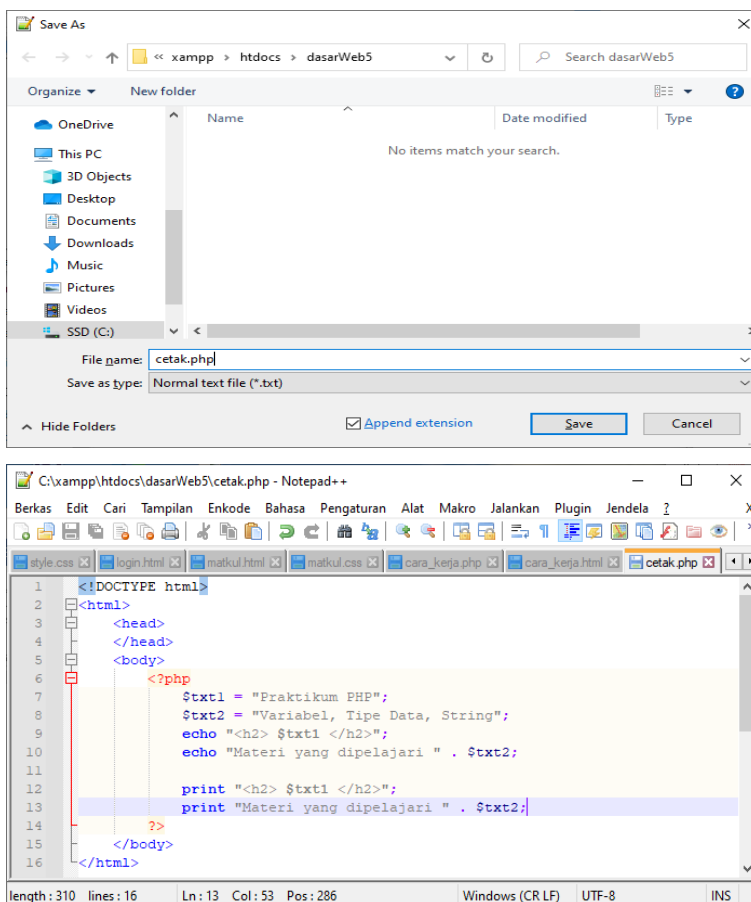 Save As
« xampp › htdocs › dasarWeb5
Search dasarWeb5
Organize New folder
Name Date modified Type
OneDrive
No items match your search.
This PC
3D Objects
Desktop
Documents
Downloads
Music
Pictures
Videos
SSD (C:)
File name: cetak.php
Save as type: Normal text file (*.txt)
Hide Folders Append extension Save Cancel
C:\xampp\htdocs\dasarWeb5\cetak.php - Notepad++
Berkas Edit Cari Tampilan Enkode Bahasa Pengaturan Alat Makro Jalankan Plugin Jendela ? X
style.css login.html matkul.html matkul.css cara_kerja.php cara_kerja.html cetak.php
1 <!DOCTYPE html>
2 <html>
3 <head>
4 </head>
5 <body>
6 <?php
7 $txt1 = "Praktikum PHP";
8 $txt2 = "Variabel, Tipe Data, String";
9 echo "<h2> $txt1 </h2>";
10 echo "Materi yang dipelajari " . $txt2;
11
12 print "<h2> $txt1 </h2>";
13 print "Materi yang dipelajari " . $txt2;
14 ?>
15 </body>
16 </html>
length : 310 lines : 16 Ln : 13 Col : 53 Pos : 286 Windows (CR LF) UTF-8 INS